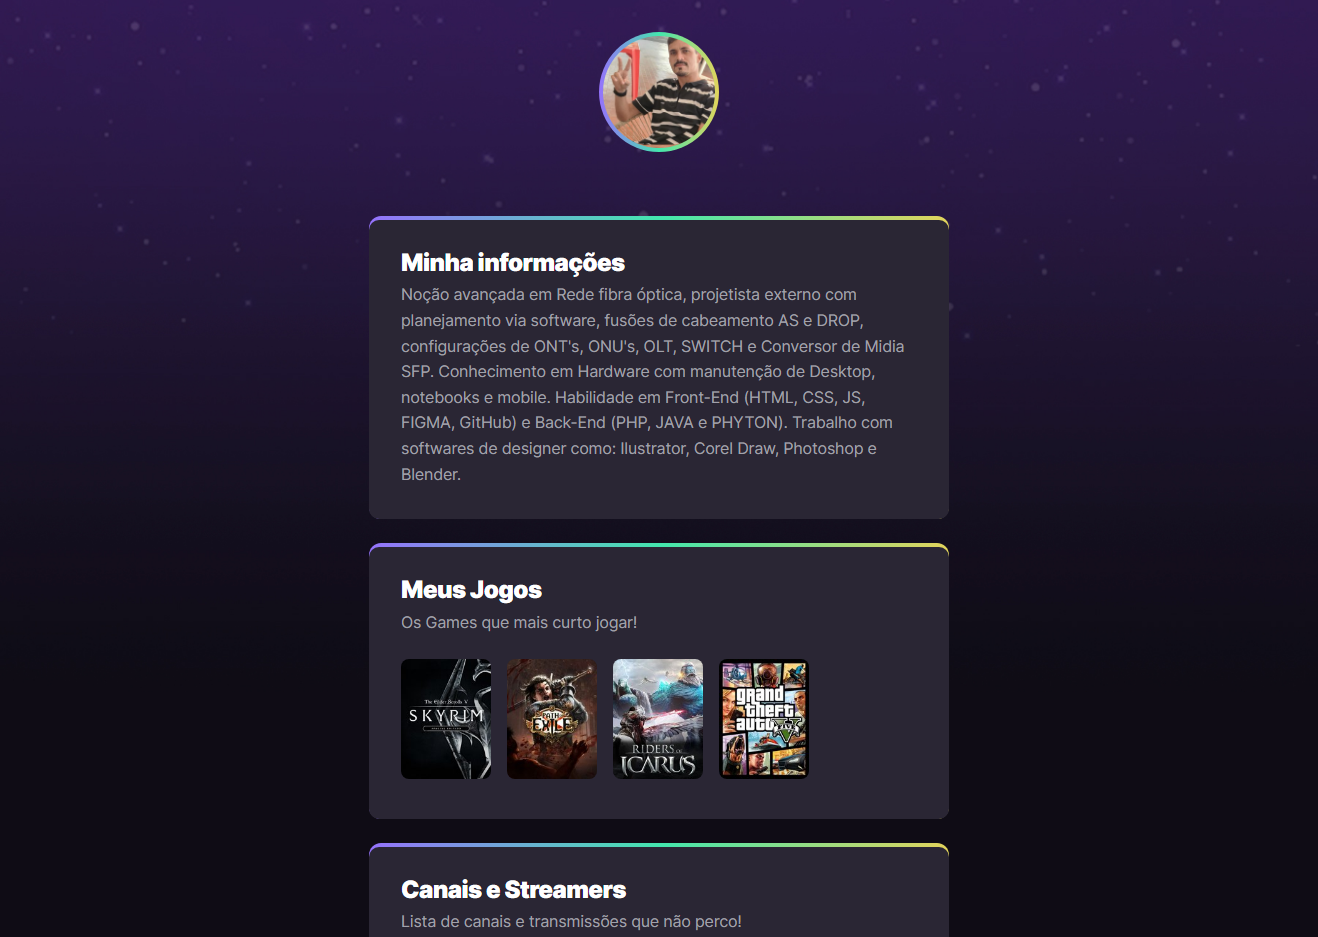 Minha informações
Noção avançada em Rede fibra óptica, projetista externo com
planejamento via software, fusões de cabeamento AS e DROP,
configurações de ONT's, ONU's, OLT, SWITCH e Conversor de Midia
SFP. Conhecimento em Hardware com manutenção de Desktop,
notebooks e mobile. Habilidade em Front-End (HTML, CSS, JS,
FIGMA, GitHub) e Back-End (PHP, JAVA e PHYTON). Trabalho com
softwares de designer como: Ilustrator, Corel Draw, Photoshop e
Blender.
Meus Jogos
Os Games que mais curto jogar!
The Elder Scrolls V
SKYRIM
PATH
EXILE
RIDERS OF
ICARUS
grand
theft
auto
V
Canais e Streamers
Lista de canais e transmissões que não perco!